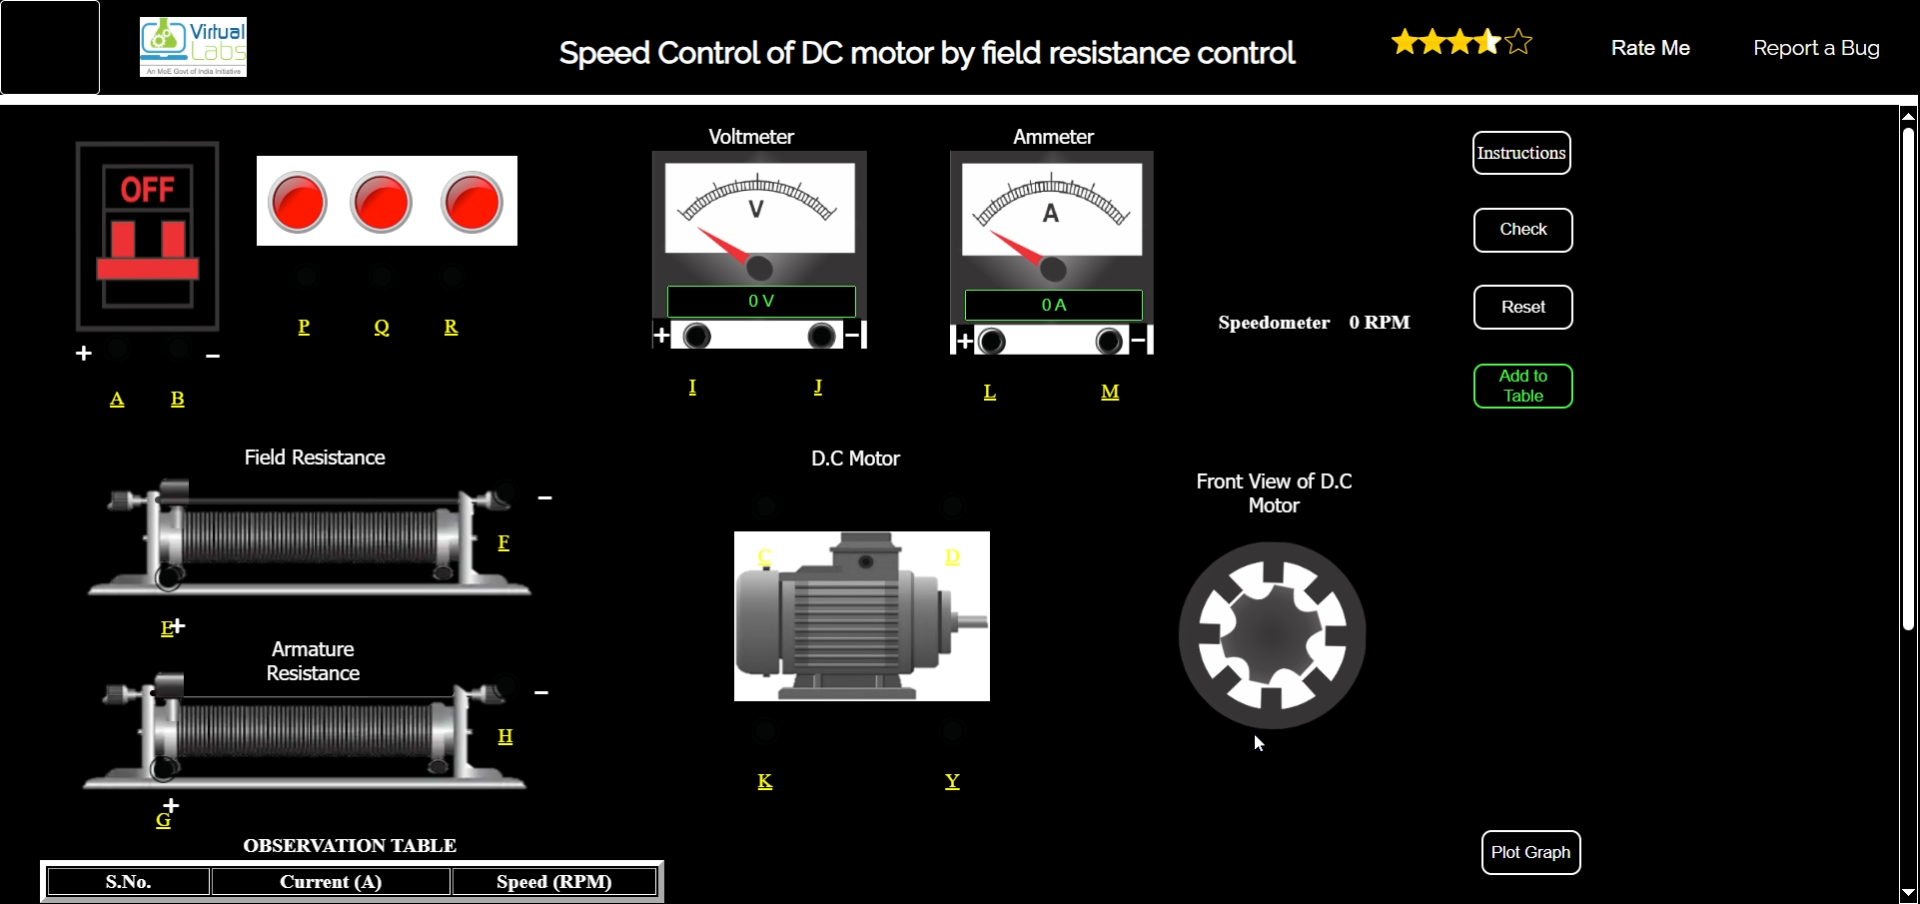 Virtual
Labs
An MoE Govt of India Initiative
Speed Control of DC motor by field resistance control
Rate Me
Report a Bug
OFF
+
−
A
B
P
Q
R
Voltmeter
V
0 V
+
−
I
J
Ammeter
A
0 A
+
−
L
M
Speedometer 0 RPM
Instructions
Check
Reset
Add to
Table
Field Resistance
−
F
E+
Armature
Resistance
−
H
+
G
D.C Motor
C
D
K
Y
Front View of D.C
Motor
OBSERVATION TABLE
S.No. Current (A) Speed (RPM)
Plot Graph